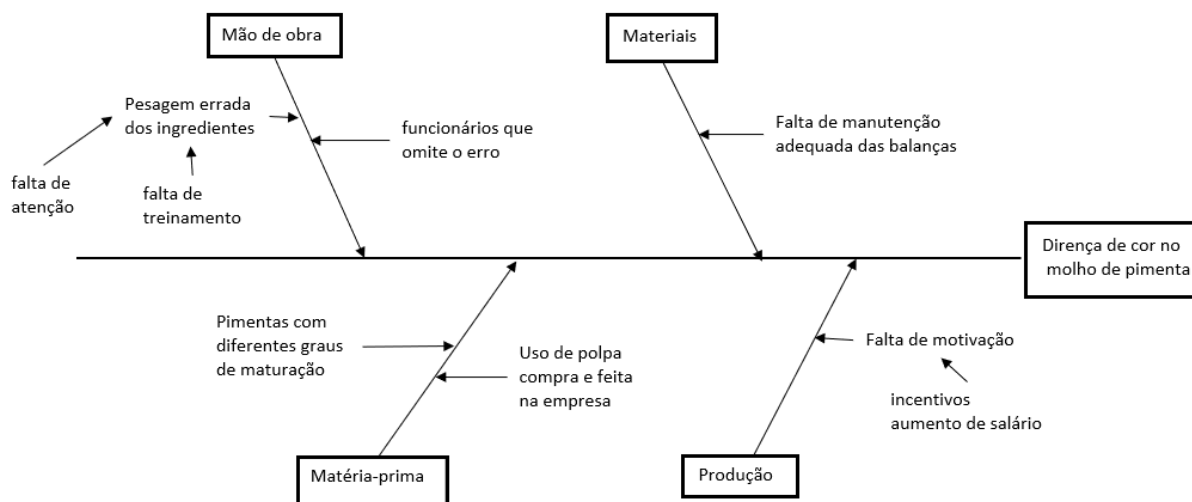 Mão de obra
Materiais
Pesagem errada
dos ingredientes
funcionários que
omite o erro
Falta de manutenção
adequada das balanças
falta de
atenção
falta de
treinamento
Dirença de cor no
molho de pimenta
Pimentas com
diferentes graus
de maturação
Uso de polpa
compra e feita
na empresa
Falta de motivação
incentivos
aumento de salário
Matéria-prima
Produção